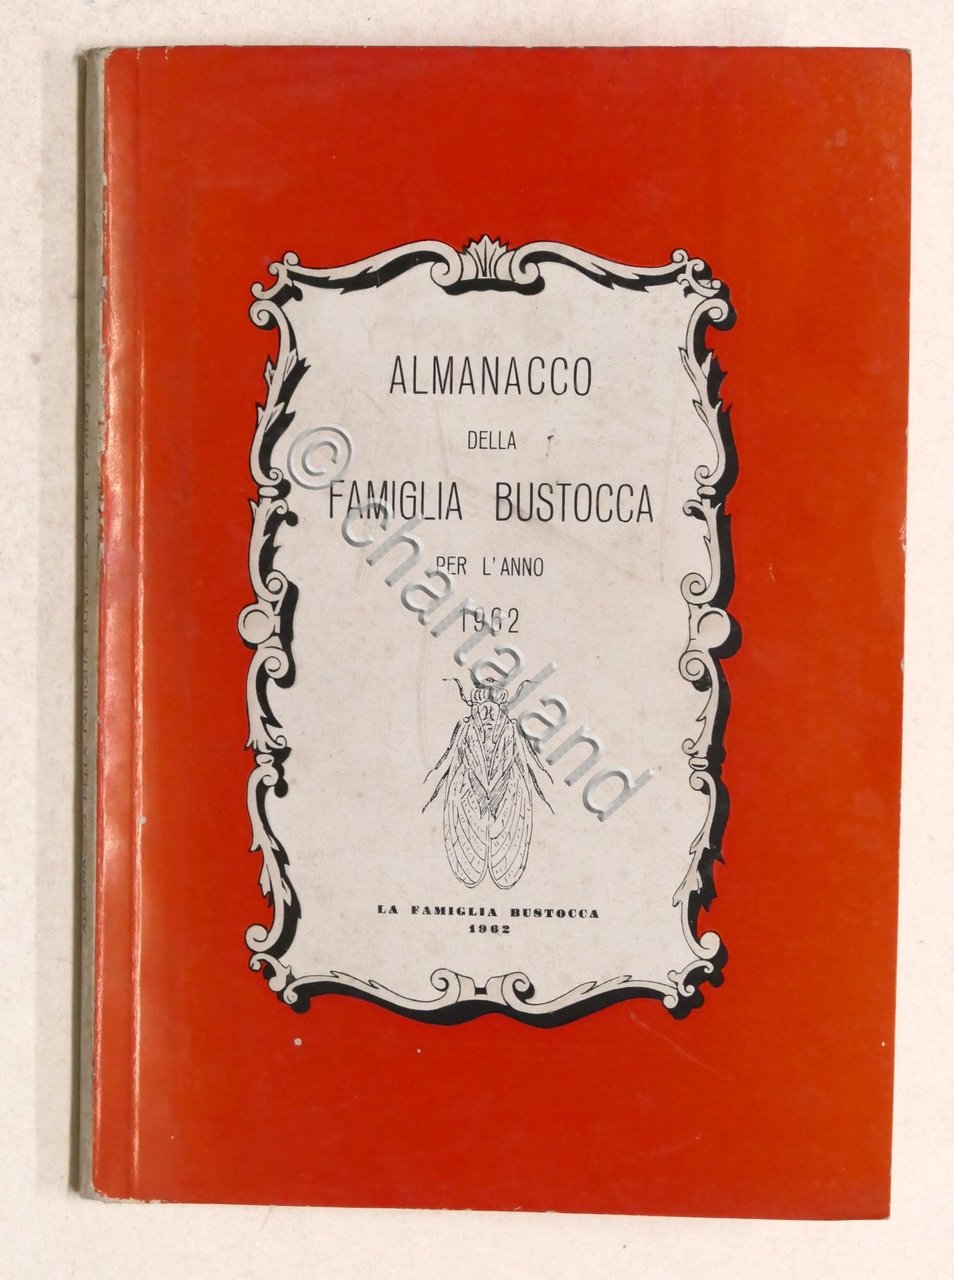 ALMANACCO
DELLA
FAMIGLIA BUSTOCCA
PER L'ANNO
1962
LA FAMIGLIA BUSTOCCA
1962
© chartaland